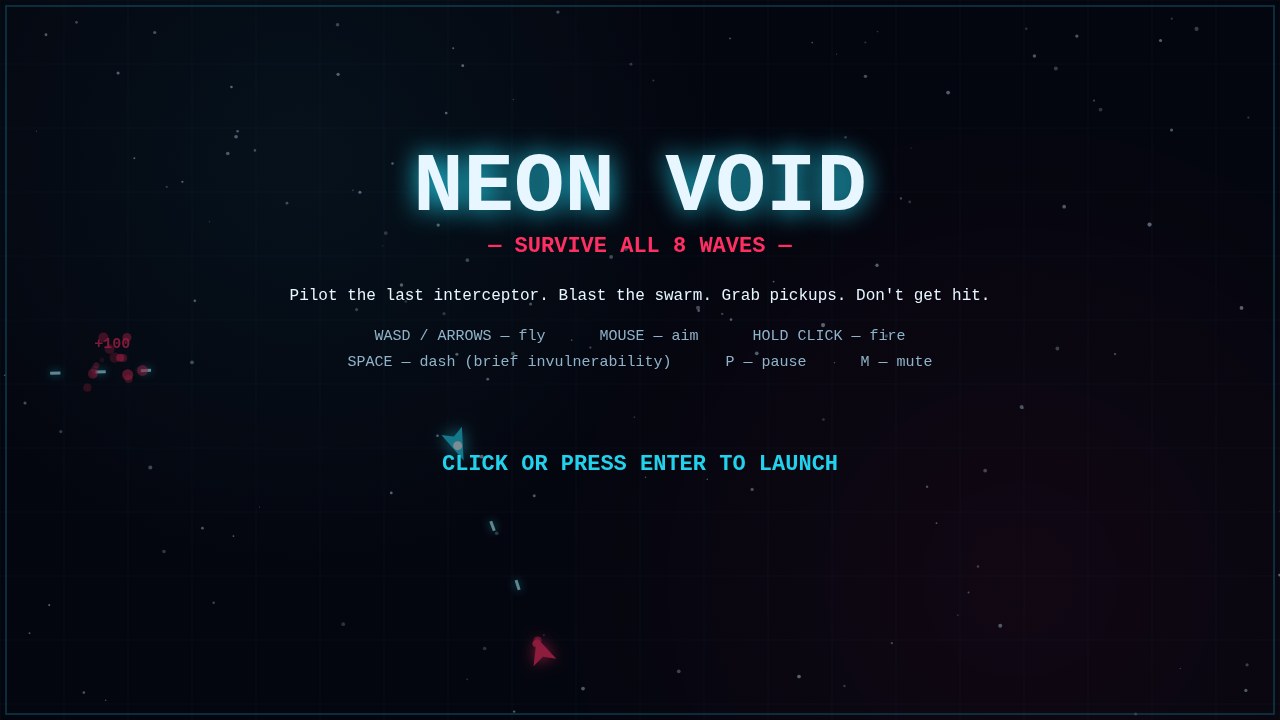 NEON VOID
— SURVIVE ALL 8 WAVES —
Pilot the last interceptor. Blast the swarm. Grab pickups. Don't get hit.
WASD / ARROWS — fly MOUSE — aim HOLD CLICK — fire
+100
SPACE — dash (brief invulnerability) P — pause M — mute
CLICK OR PRESS ENTER TO LAUNCH